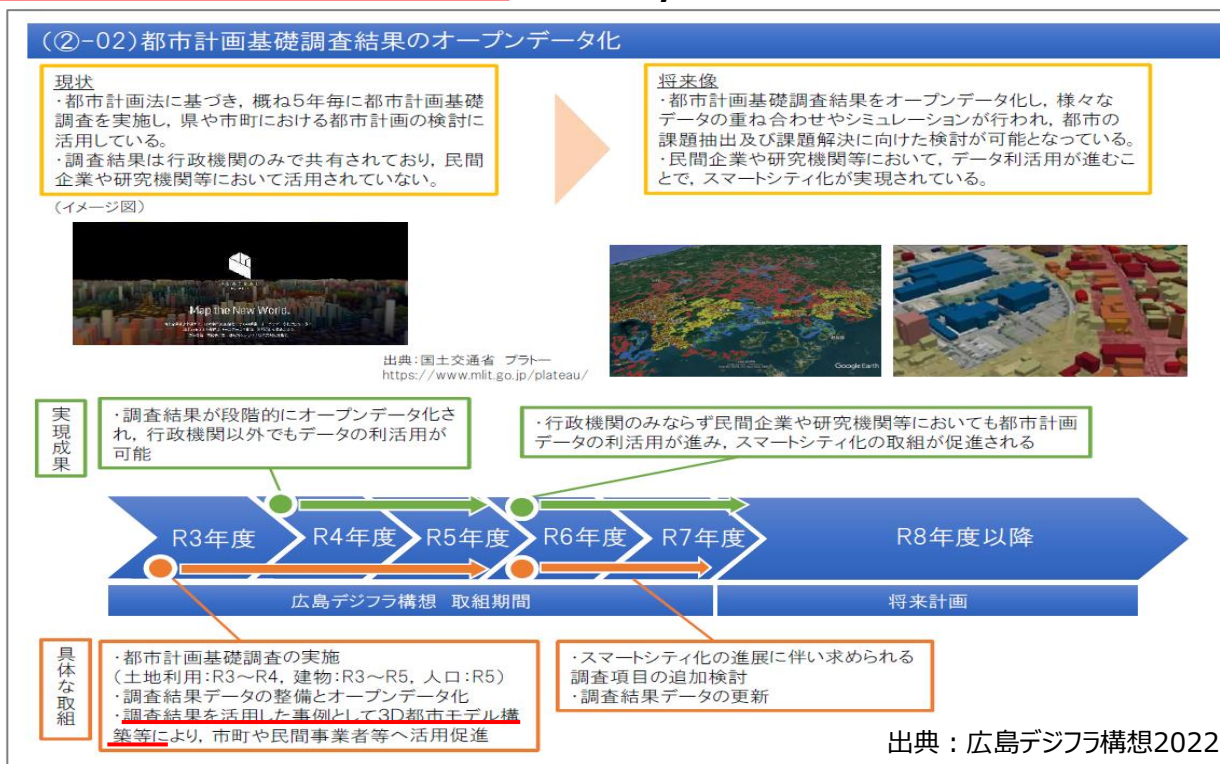 (②-02)都市計画基礎調査結果のオープンデータ化
現状
・都市計画法に基づき，概ね5年毎に都市計画基礎
調査を実施し，県や市町における都市計画の検討に
活用している。
・調査結果は行政機関のみで共有されており，民間
企業や研究機関等において活用されていない。
将来像
・都市計画基礎調査結果をオープンデータ化し，様々な
データの重ね合わせやシミュレーションが行われ，都市の
課題抽出及び課題解決に向けた検討が可能となっている。
・民間企業や研究機関等において，データ利活用が進むこ
とで，スマートシティ化が実現されている。
(イメージ図)
Map the New World.
出典：国土交通省 プラトー
https://www.mlit.go.jp/plateau/
Google Earth
実現成果
・調査結果が段階的にオープンデータ化さ
れ，行政機関以外でもデータの利活用が
可能
・行政機関のみならず民間企業や研究機関等においても都市計画
データの利活用が進み，スマートシティ化の取組が促進される
R3年度
R4年度
R5年度
R6年度
R7年度
R8年度以降
広島デジフラ構想 取組期間
将来計画
具体な取組
・都市計画基礎調査の実施
(土地利用：R3～R4，建物：R3～R5，人口：R5)
・調査結果データの整備とオープンデータ化
・調査結果を活用した事例として3D都市モデル構
築等により，市町や民間事業者等へ活用促進
・スマートシティ化の進展に伴い求められる
調査項目の追加検討
・調査結果データの更新
出典：広島デジフラ構想2022